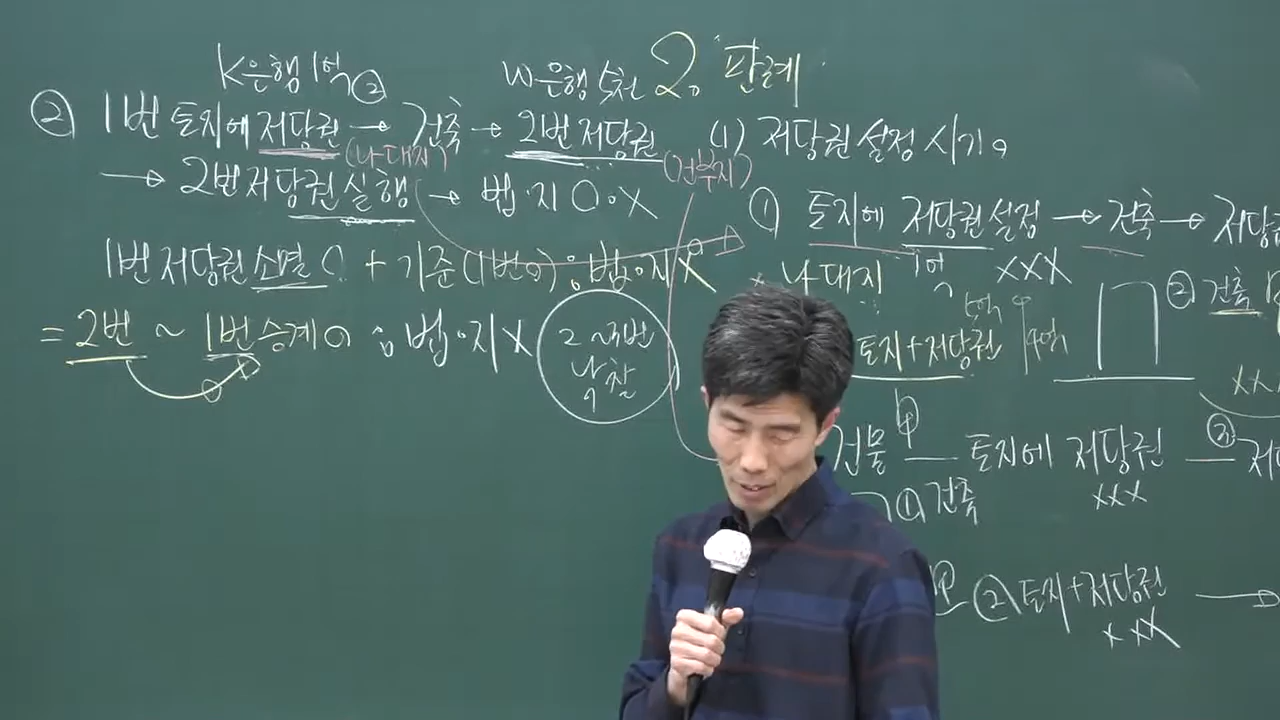 K은행 1억 ②
② 1번 토지에 저당권 → 건축 → 2번 저당권
(나대지)
(건부지)
W은행 5천
→ 2번저당권실행 → 법·지 O·X
1번저당권소멸 + 기준(1번 : 법·지 X
= 2번 ~ 1번승계 : 법·지 X
낙찰
2. 판례
(1) 저당권설정 시기
① 토지에 저당권설정 → 건축 → 저당권
나대지 1억 XXX
토지+저당권
② 건축
건물 — 토지에 저당권 —
① 건축 XXX
② 토지+저당권 →
XXX